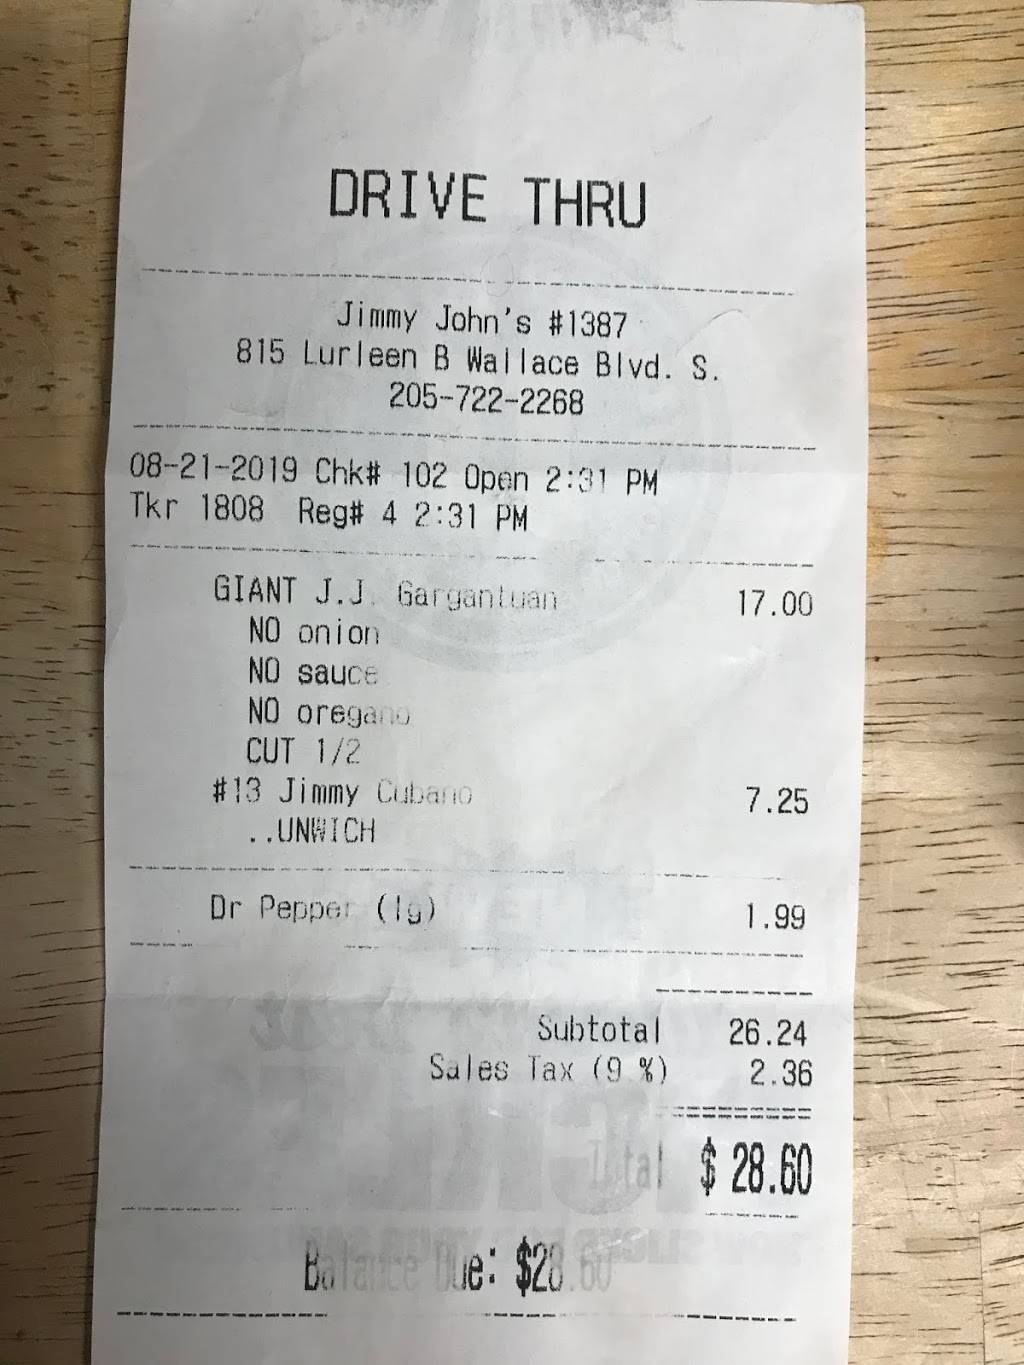 DRIVE THRU
Jimmy John's #1387
815 Lurleen B Wallace Blvd. S.
205-722-2268
08-21-2019 Chk# 102 Open 2:31 PM
Tkr 1808 Reg# 4 2:31 PM
GIANT J.J. Gargantuan 17.00
NO onion
NO sauce
NO oregano
CUT 1/2
#13 Jimmy Cubano 7.25
..UNWICH
Dr Pepper (lg) 1.99
Subtotal 26.24
Sales Tax (9 %) 2.36
Total $ 28.60
Balance Due: $28.60